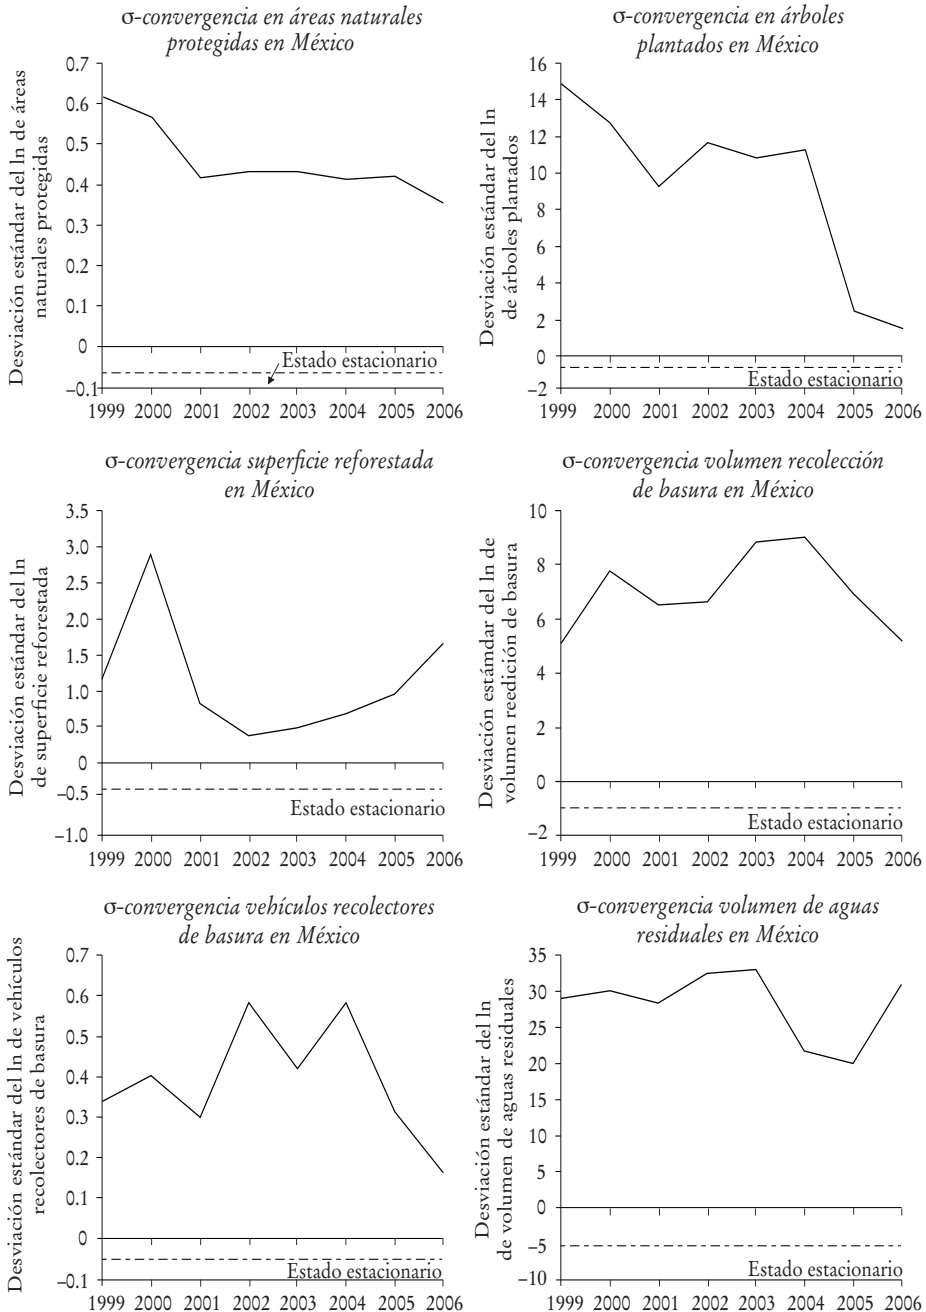 σ-convergencia en áreas naturales
protegidas en México
Desviación estándar del ln de áreas
naturales protegidas
0.7
0.6
0.5
0.4
0.3
0.2
0.1
0
–0.1
Estado estacionario
1999 2000 2001 2002 2003 2004 2005 2006
σ-convergencia en árboles
plantados en México
Desviación estándar del ln
de árboles plantados
16
14
12
10
8
6
4
2
0
–2
Estado estacionario
1999 2000 2001 2002 2003 2004 2005 2006
σ-convergencia superficie reforestada
en México
Desviación estándar del ln
de superficie reforestada
3.5
3.0
2.5
2.0
1.5
1.0
0.5
0
–0.5
–1.0
Estado estacionario
1999 2000 2001 2002 2003 2004 2005 2006
σ-convergencia volumen recolección
de basura en México
Desviación estándar del ln de
volumen reedición de basura
10
8
6
4
2
0
–2
Estado estacionario
1999 2000 2001 2002 2003 2004 2005 2006
σ-convergencia vehículos recolectores
de basura en México
Desviación estándar del ln de vehículos
recolectores de basura
0.7
0.6
0.5
0.4
0.3
0.2
0.1
0
–0.1
Estado estacionario
1999 2000 2001 2002 2003 2004 2005 2006
σ-convergencia volumen de aguas
residuales en México
Desviación estándar del ln
de volumen de aguas residuales
35
30
25
20
15
10
5
0
–5
–10
Estado estacionario
1999 2000 2001 2002 2003 2004 2005 2006